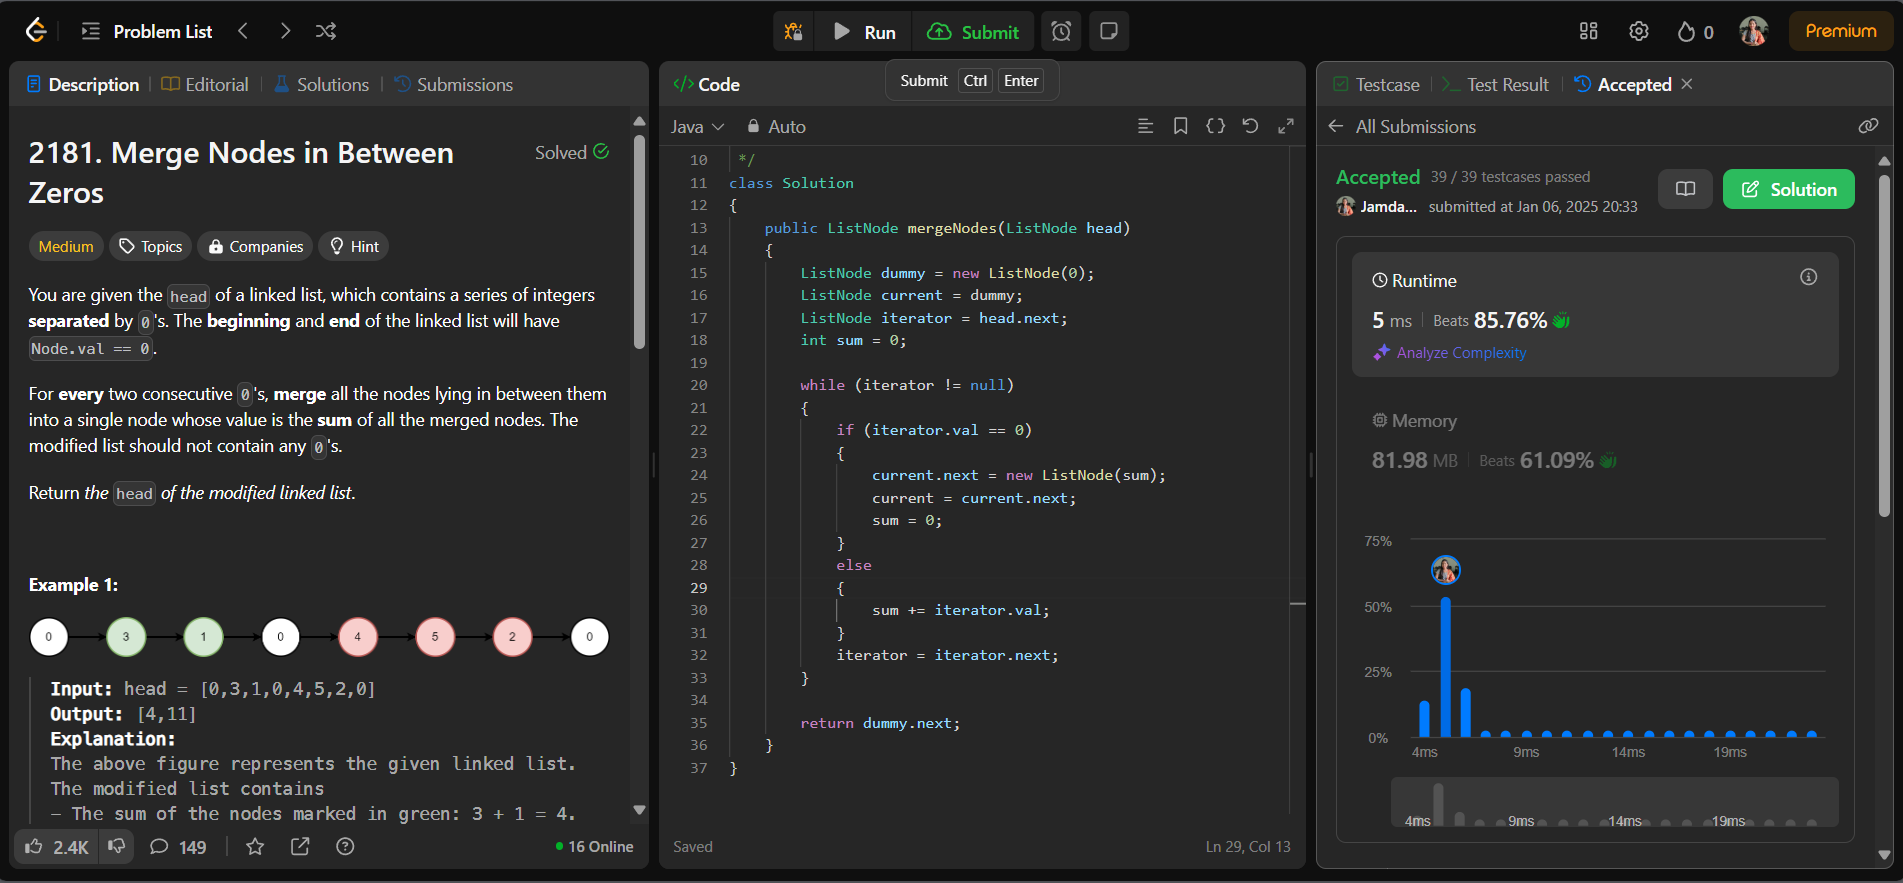 Problem List
Run
Submit
0
Premium
Description
Editorial
Solutions
Submissions
2181. Merge Nodes in Between
Zeros
Solved
Medium
Topics
Companies
Hint
You are given the head of a linked list, which contains a series of integers
separated by 0's. The beginning and end of the linked list will have
Node.val == 0.
For every two consecutive 0's, merge all the nodes lying in between them
into a single node whose value is the sum of all the merged nodes. The
modified list should not contain any 0's.
Return the head of the modified linked list.
Example 1:
0 3 1 0 4 5 2 0
Input: head = [0,3,1,0,4,5,2,0]
Output: [4,11]
Explanation:
The above figure represents the given linked list.
The modified list contains
- The sum of the nodes marked in green: 3 + 1 = 4.
2.4K
149
16 Online
</> Code
Submit Ctrl Enter
Java
Auto
10 */
11 class Solution
12 {
13 public ListNode mergeNodes(ListNode head)
14 {
15 ListNode dummy = new ListNode(0);
16 ListNode current = dummy;
17 ListNode iterator = head.next;
18 int sum = 0;
19
20 while (iterator != null)
21 {
22 if (iterator.val == 0)
23 {
24 current.next = new ListNode(sum);
25 current = current.next;
26 sum = 0;
27 }
28 else
29 {
30 sum += iterator.val;
31 }
32 iterator = iterator.next;
33 }
34
35 return dummy.next;
36 }
37 }
Saved
Ln 29, Col 13
Testcase
Test Result
Accepted
All Submissions
Accepted 39 / 39 testcases passed
Jamda... submitted at Jan 06, 2025 20:33
Solution
Runtime
5 ms Beats 85.76%
Analyze Complexity
Memory
81.98 MB Beats 61.09%
75%
50%
25%
0%
4ms 9ms 14ms 19ms
4ms 9ms 14ms 19ms